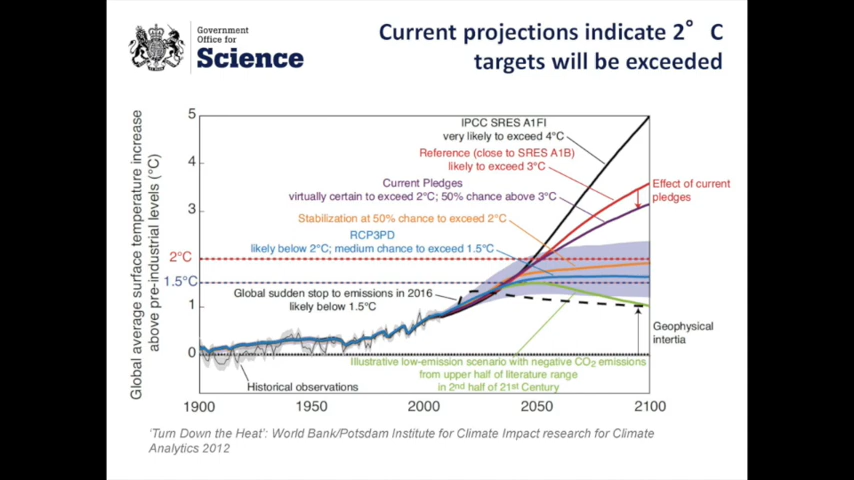 Government
Office for
Science
Current projections indicate 2° C
targets will be exceeded
Global average surface temperature increase
above pre-industrial levels (°C)
5
4
3
2°C
1.5°C
1
0
IPCC SRES A1FI
very likely to exceed 4°C
Reference (close to SRES A1B)
likely to exceed 3°C
Current Pledges
virtually certain to exceed 2°C; 50% chance above 3°C
Effect of current
pledges
Stabilization at 50% chance to exceed 2°C
RCP3PD
likely below 2°C; medium chance to exceed 1.5°C
Global sudden stop to emissions in 2016
likely below 1.5°C
Geophysical
intertia
Illustrative low-emission scenario with negative CO2 emissions
from upper half of literature range
in 2nd half of 21st Century
Historical observations
1900 1950 2000 2050 2100
‘Turn Down the Heat’: World Bank/Potsdam Institute for Climate Impact research for Climate
Analytics 2012